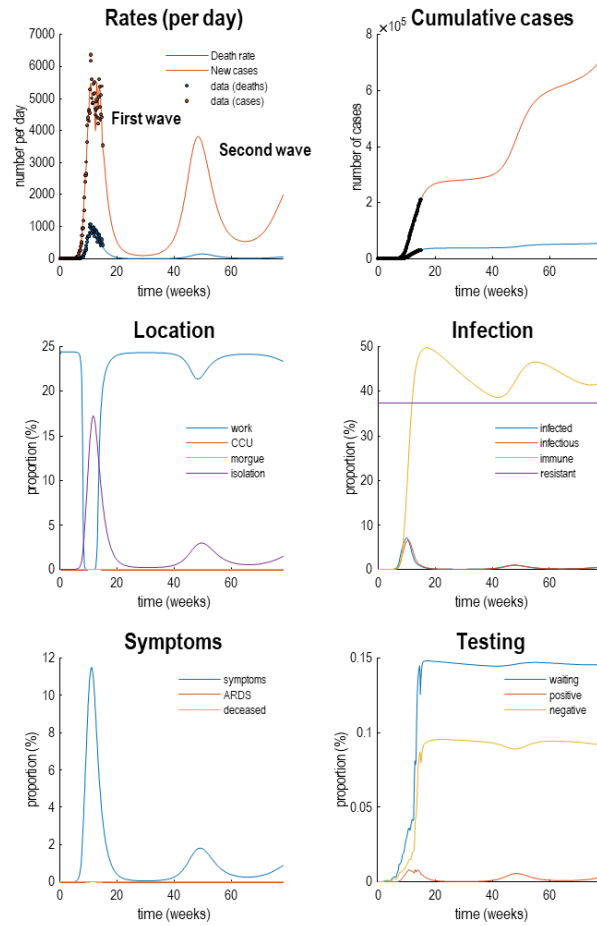 Rates (per day)
7000
6000
5000
4000
3000
2000
1000
0
number per day
Death rate
New cases
data (deaths)
data (cases)
First wave
Second wave
0
20
40
60
time (weeks)
Cumulative cases
×10⁵
8
6
4
2
0
number of cases
0
20
40
60
time (weeks)
Location
25
20
15
10
5
0
proportion (%)
work
CCU
morgue
isolation
0
20
40
60
time (weeks)
Infection
50
40
30
20
10
0
proportion (%)
infected
infectious
immune
resistant
0
20
40
60
time (weeks)
Symptoms
12
10
8
6
4
2
0
proportion (%)
symptoms
ARDS
deceased
0
20
40
60
time (weeks)
Testing
0.15
0.1
0.05
0
proportion (%)
waiting
positive
negative
0
20
40
60
time (weeks)